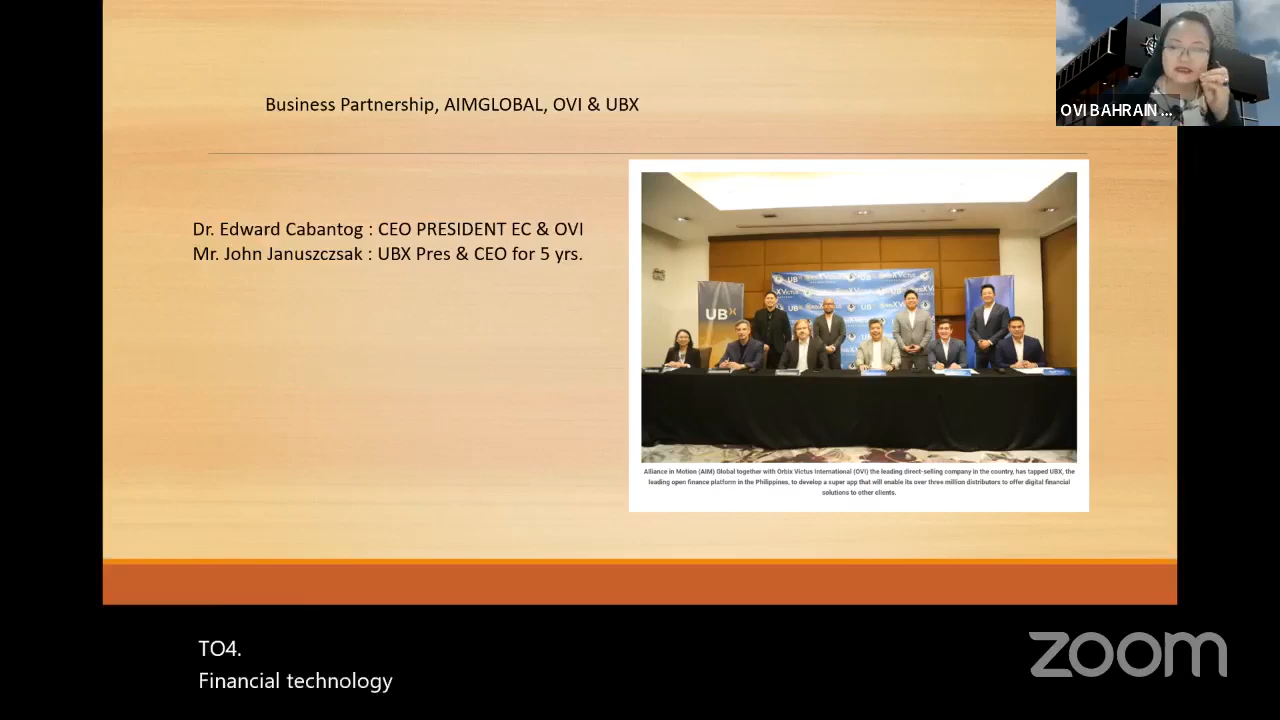 Business Partnership, AIMGLOBAL, OVI & UBX
OVI BAHRAIN ...
Dr. Edward Cabantog : CEO PRESIDENT EC & OVI
Mr. John Januszczsak : UBX Pres & CEO for 5 yrs.
UBX
Alliance in Motion (AIM) Global together with Orbix Victus International (OVI) the leading direct-selling company in the country, has tapped UBX, the
leading open finance platform in the Philippines, to develop a super app that will enable its over three million distributors to offer digital financial
solutions to other clients.
TO4.
Financial technology
zoom